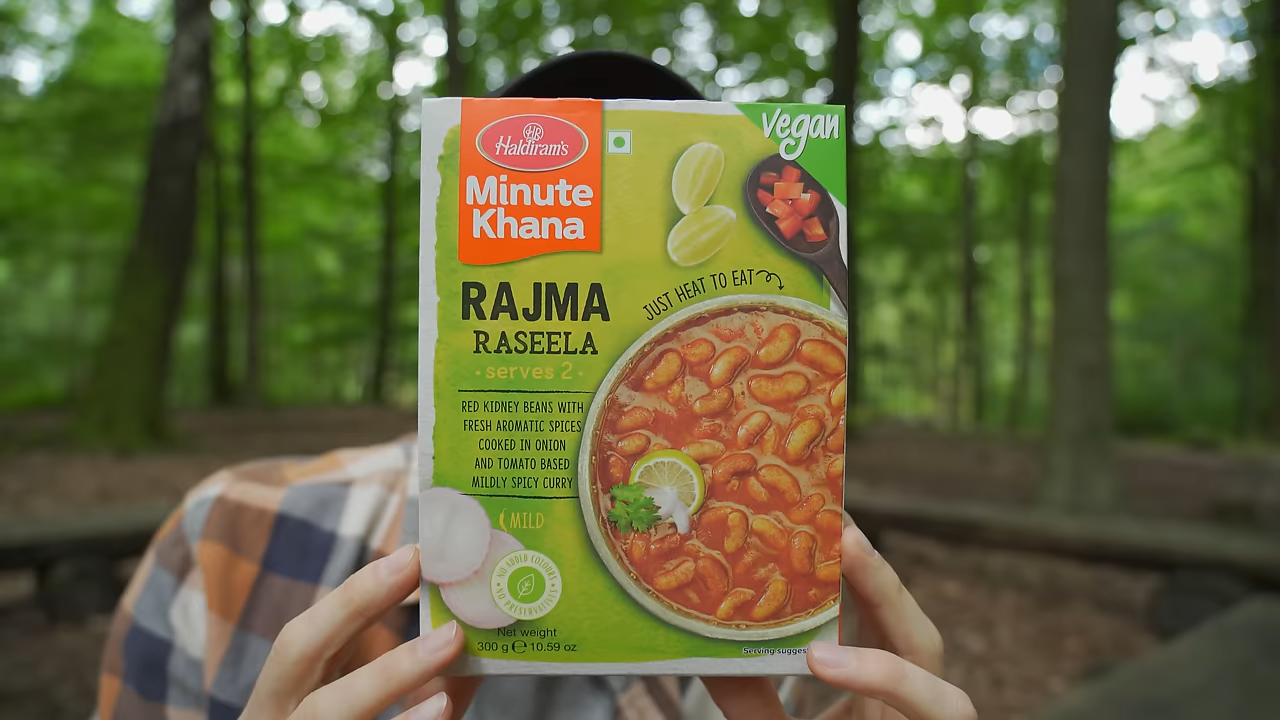 HR
Haldiram's
Minute
Khana
vegan
RAJMA
RASEELA
• serves 2 •
JUST HEAT TO EAT
RED KIDNEY BEANS WITH
FRESH AROMATIC SPICES
COOKED IN ONION
AND TOMATO BASED
MILDLY SPICY CURRY
MILD
NO ADDED COLOURS
• NO PRESERVATIVES •
Net weight
300 g ℮ 10.59 oz
Serving